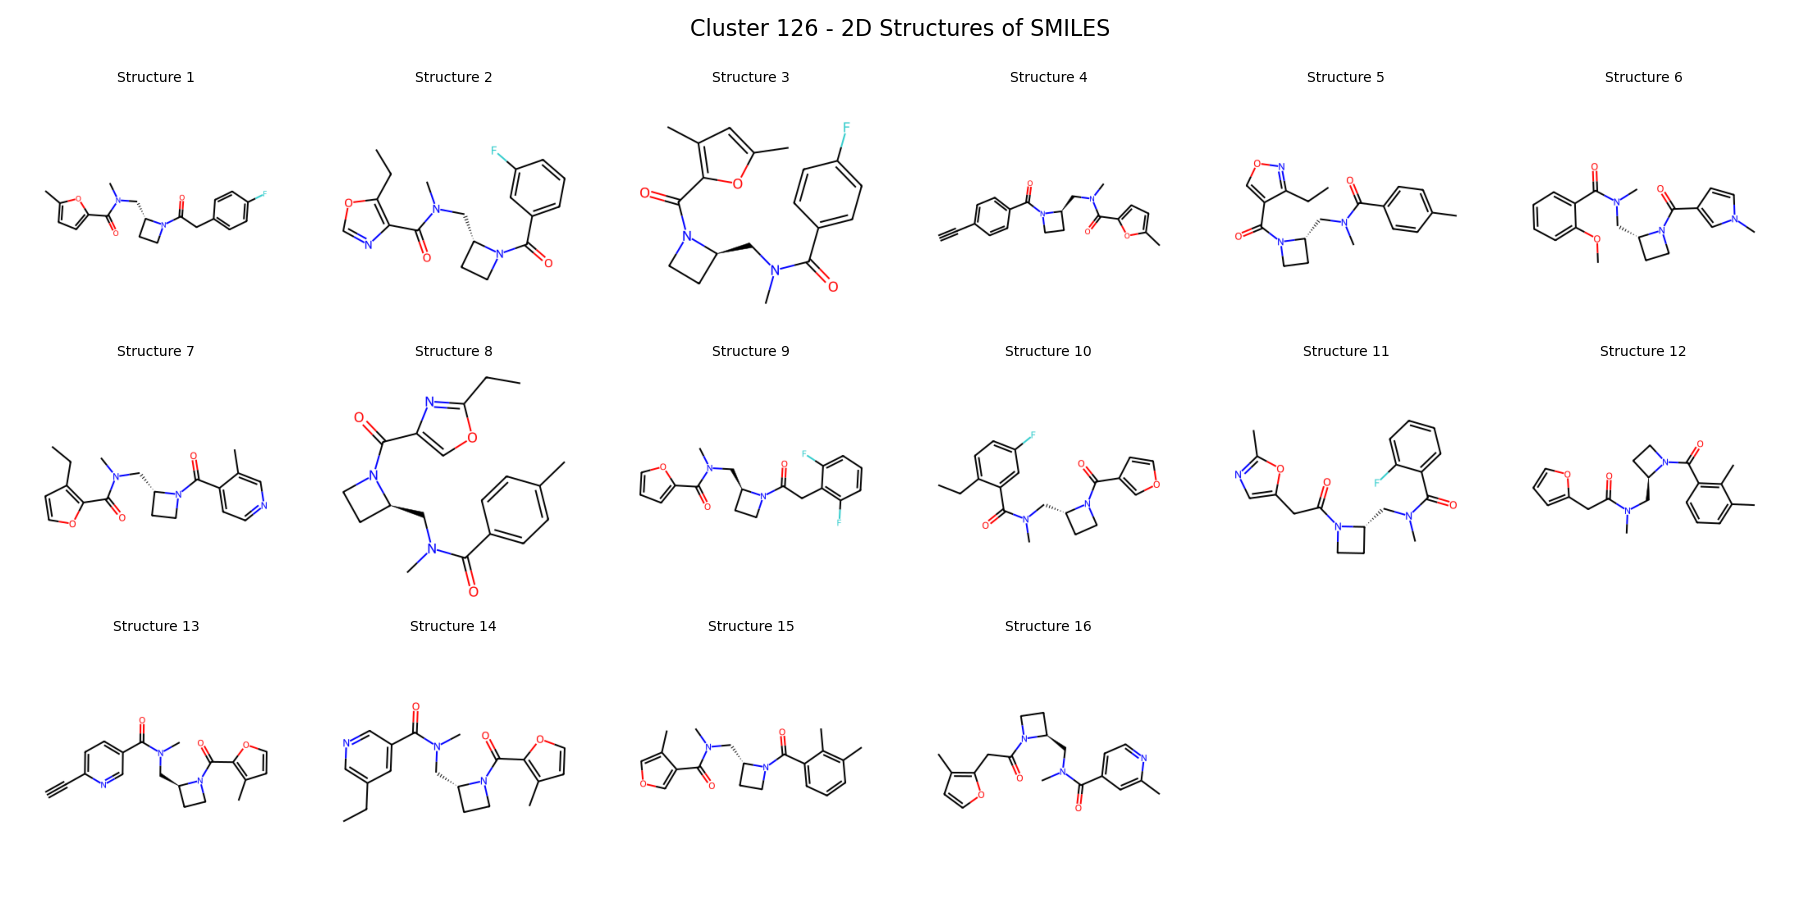 Cluster 126 - 2D Structures of SMILES
Structure 1
Structure 2
Structure 3
Structure 4
Structure 5
Structure 6
Structure 7
Structure 8
Structure 9
Structure 10
Structure 11
Structure 12
Structure 13
Structure 14
Structure 15
Structure 16